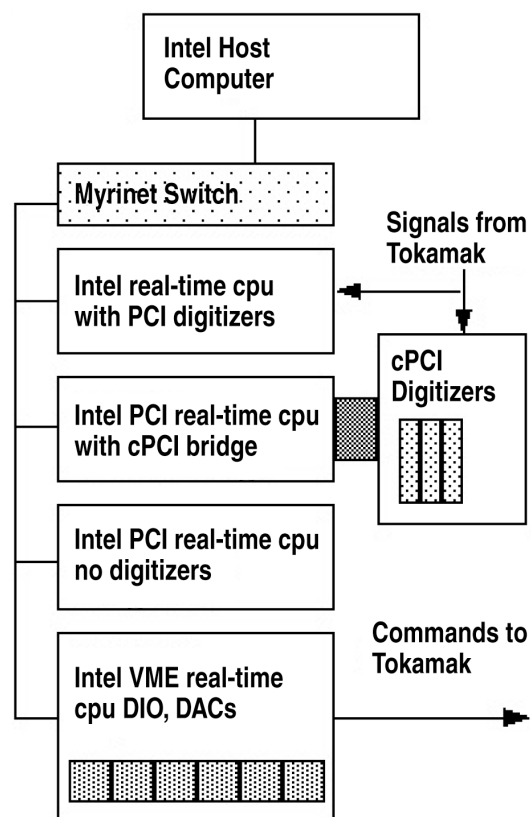 Intel Host
Computer
Myrinet Switch
Signals from
Tokamak
Intel real-time cpu
with PCI digitizers
cPCI
Digitizers
Intel PCI real-time cpu
with cPCI bridge
Intel PCI real-time cpu
no digitizers
Commands to
Tokamak
Intel VME real-time
cpu DIO, DACs